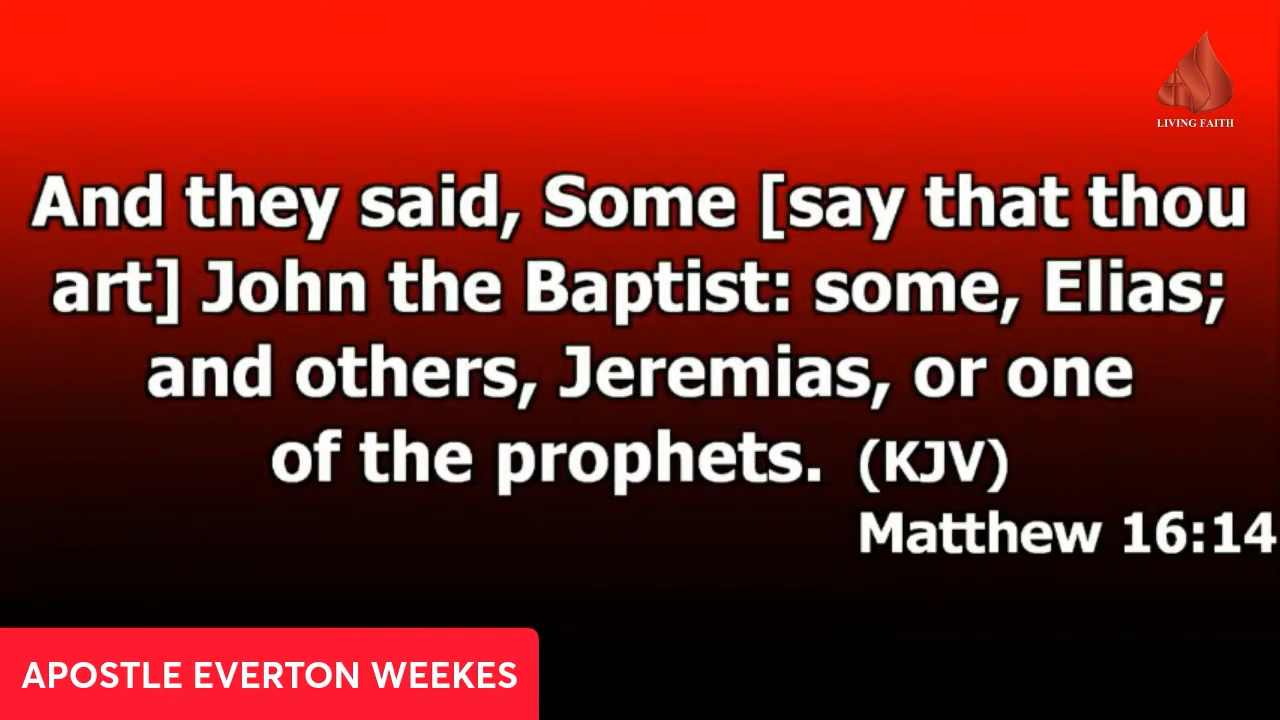 LIVING FAITH
And they said, Some [say that thou
art] John the Baptist: some, Elias;
and others, Jeremias, or one
of the prophets. (KJV)
Matthew 16:14
APOSTLE EVERTON WEEKES